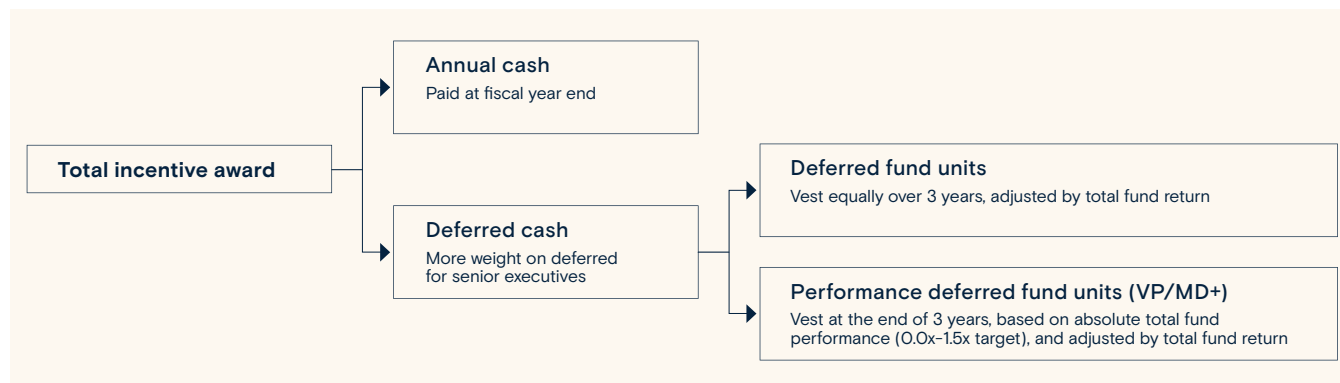 Total incentive award
Annual cash
Paid at fiscal year end
Deferred cash
More weight on deferred
for senior executives
Deferred fund units
Vest equally over 3 years, adjusted by total fund return
Performance deferred fund units (VP/MD+)
Vest at the end of 3 years, based on absolute total fund
performance (0.0x–1.5x target), and adjusted by total fund return